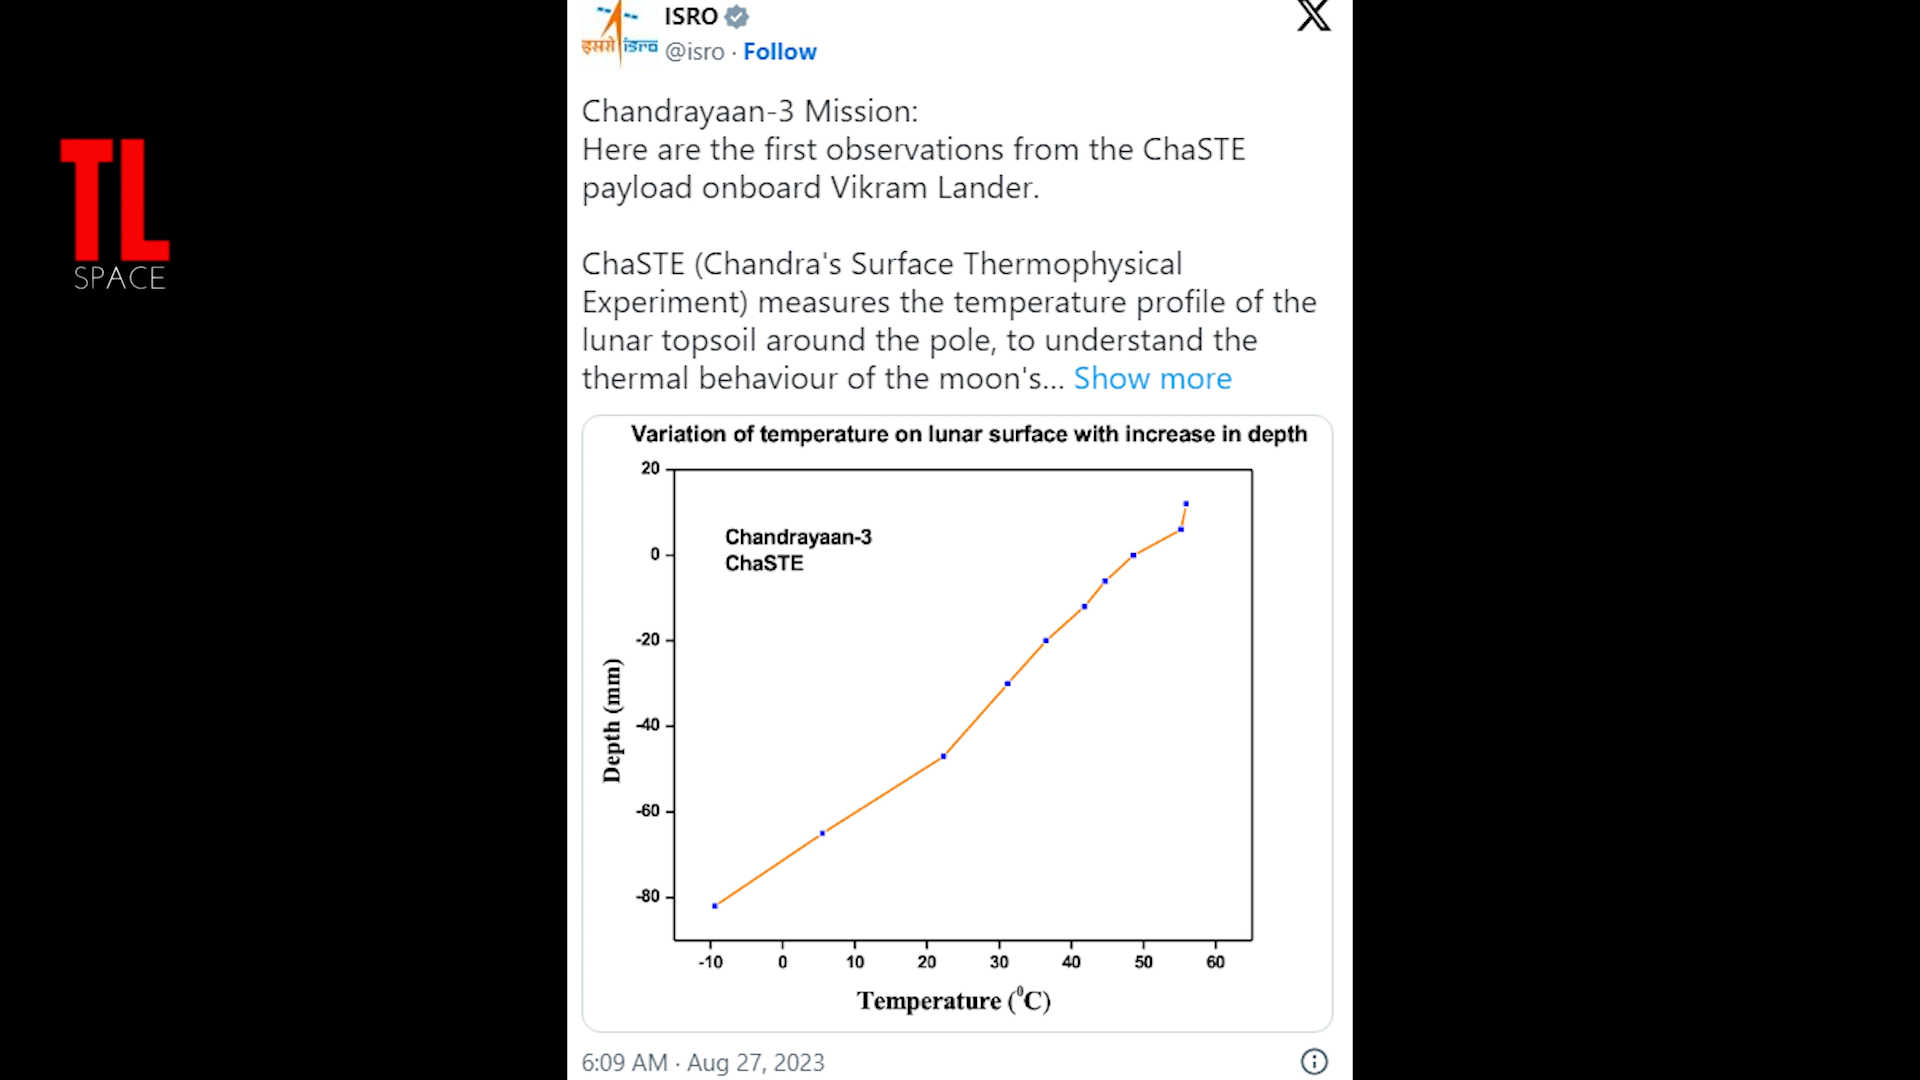 TL
SPACE
इसरो isro
ISRO
@isro · Follow
X
Chandrayaan-3 Mission:
Here are the first observations from the ChaSTE
payload onboard Vikram Lander.
ChaSTE (Chandra's Surface Thermophysical
Experiment) measures the temperature profile of the
lunar topsoil around the pole, to understand the
thermal behaviour of the moon's... Show more
Variation of temperature on lunar surface with increase in depth
20
0
-20
-40
-60
-80
Depth (mm)
Chandrayaan-3
ChaSTE
-10 0 10 20 30 40 50 60
Temperature (⁰C)
6:09 AM · Aug 27, 2023